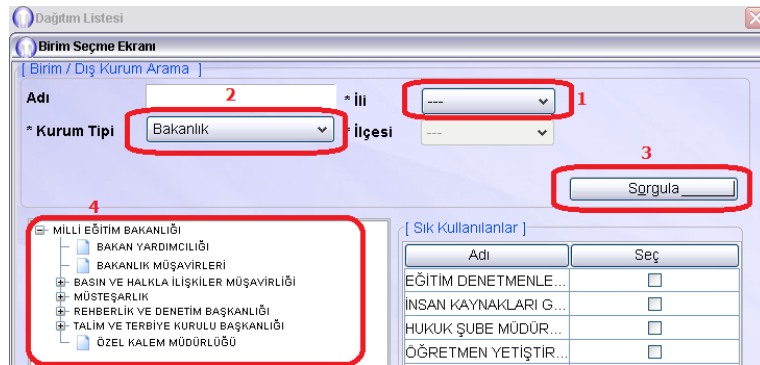 Dağıtım Listesi
Birim Seçme Ekranı
[ Birim / Dış Kurum Arama ]
Adı
2
* İli
---
1
* Kurum Tipi
Bakanlık
* İlçesi
---
3
Sorgula
4
MİLLİ EĞİTİM BAKANLIĞI
BAKAN YARDIMCILIĞI
BAKANLIK MÜŞAVİRLERİ
BASIN VE HALKLA İLİŞKİLER MÜŞAVİRLİĞİ
MÜSTEŞARLIK
REHBERLİK VE DENETİM BAŞKANLIĞI
TALİM VE TERBİYE KURULU BAŞKANLIĞI
ÖZEL KALEM MÜDÜRLÜĞÜ
[ Sık Kullanılanlar ]
Adı Seç
EĞİTİM DENETMENLE...
İNSAN KAYNAKLARI G...
HUKUK ŞUBE MÜDÜR...
ÖĞRETMEN YETİŞTİR...